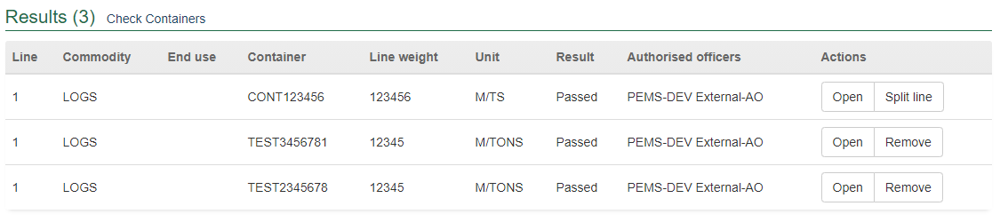 Results (3) Check Containers
Line Commodity End use Container Line weight Unit Result Authorised officers Actions
1 LOGS CONT123456 123456 M/TS Passed PEMS-DEV External-AO Open Split line
1 LOGS TEST3456781 12345 M/TONS Passed PEMS-DEV External-AO Open Remove
1 LOGS TEST2345678 12345 M/TONS Passed PEMS-DEV External-AO Open Remove